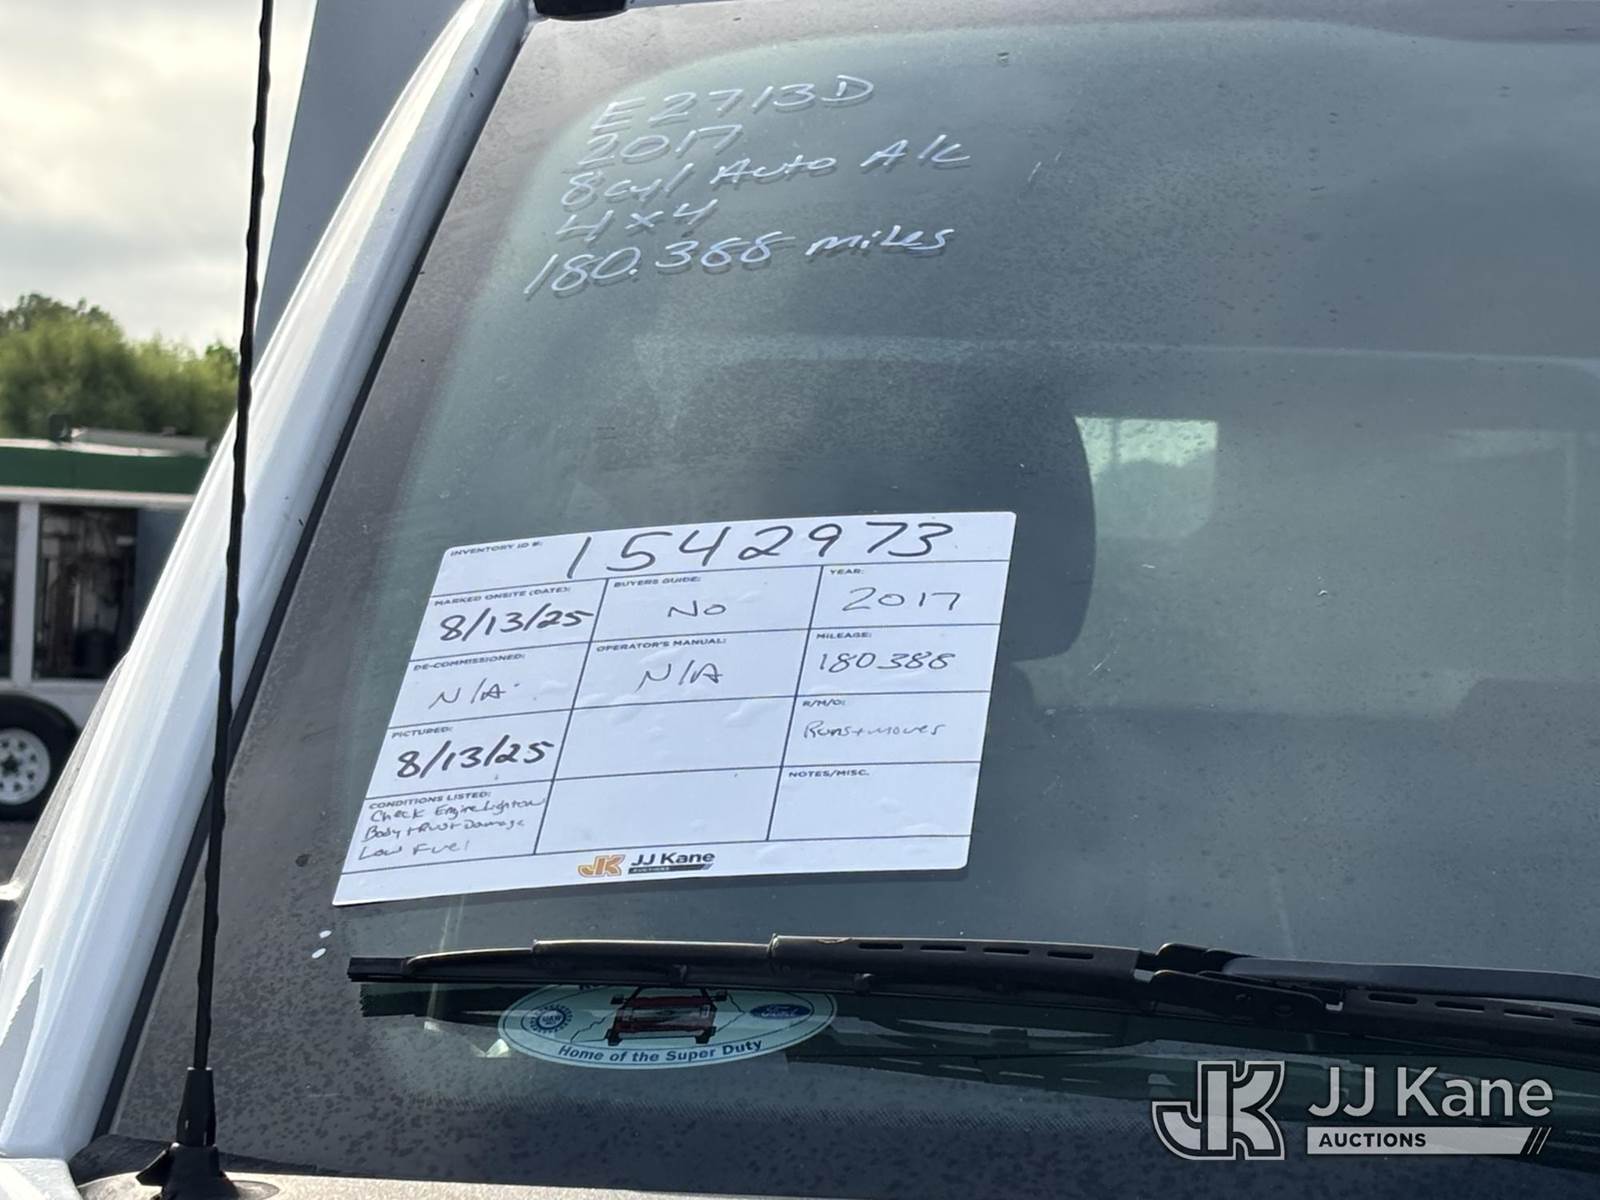 E 2713D
2017
8cyl Auto A/C
4x4
180.388 miles
INVENTORY ID #: 1542973
MARKED ONSITE (DATE): 8/13/25
BUYERS GUIDE: No
YEAR: 2017
DE-COMMISSIONED: N/A
OPERATOR'S MANUAL: N/A
MILEAGE: 180388
PICTURED: 8/13/25
R/M/O: Runs+moves
CONDITIONS LISTED:
Check Engine Light on
Body + Rust Damage
Low Fuel
NOTES/MISC.
JK JJ Kane
AUCTIONS
Home of the Super Duty
JK JJ Kane
AUCTIONS